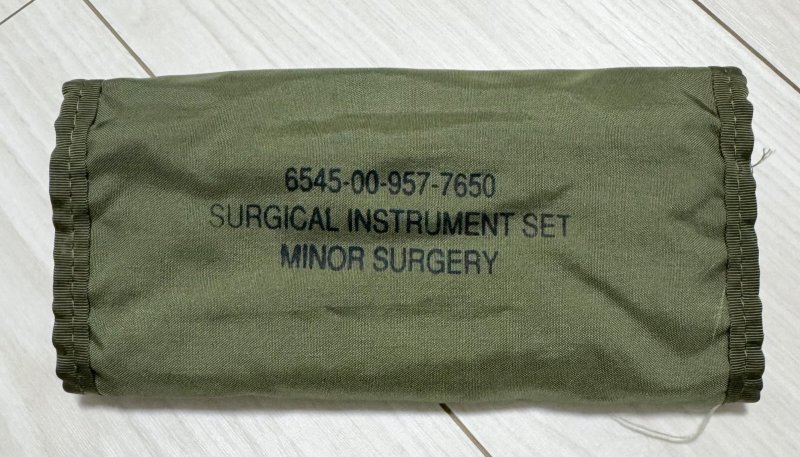 6545-00-957-7650
SURGICAL INSTRUMENT SET
MINOR SURGERY